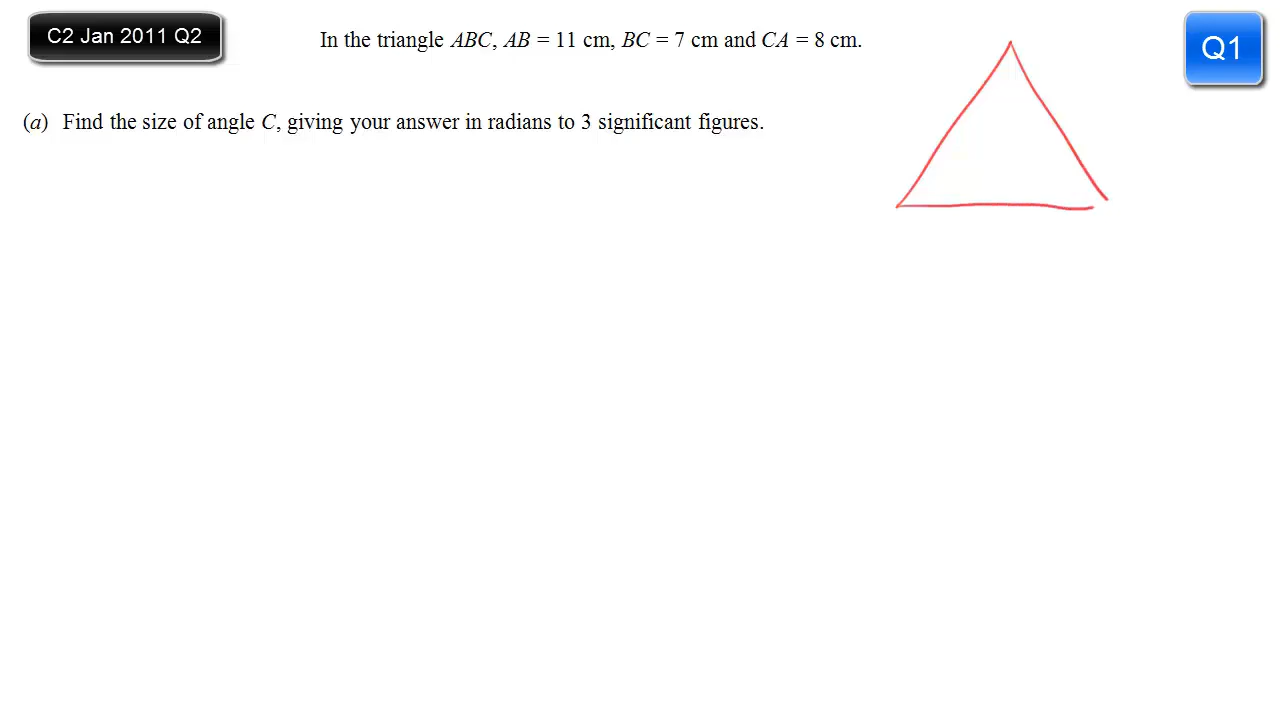 C2 Jan 2011 Q2
In the triangle ABC, AB = 11 cm, BC = 7 cm and CA = 8 cm.
Q1
(a) Find the size of angle C, giving your answer in radians to 3 significant figures.